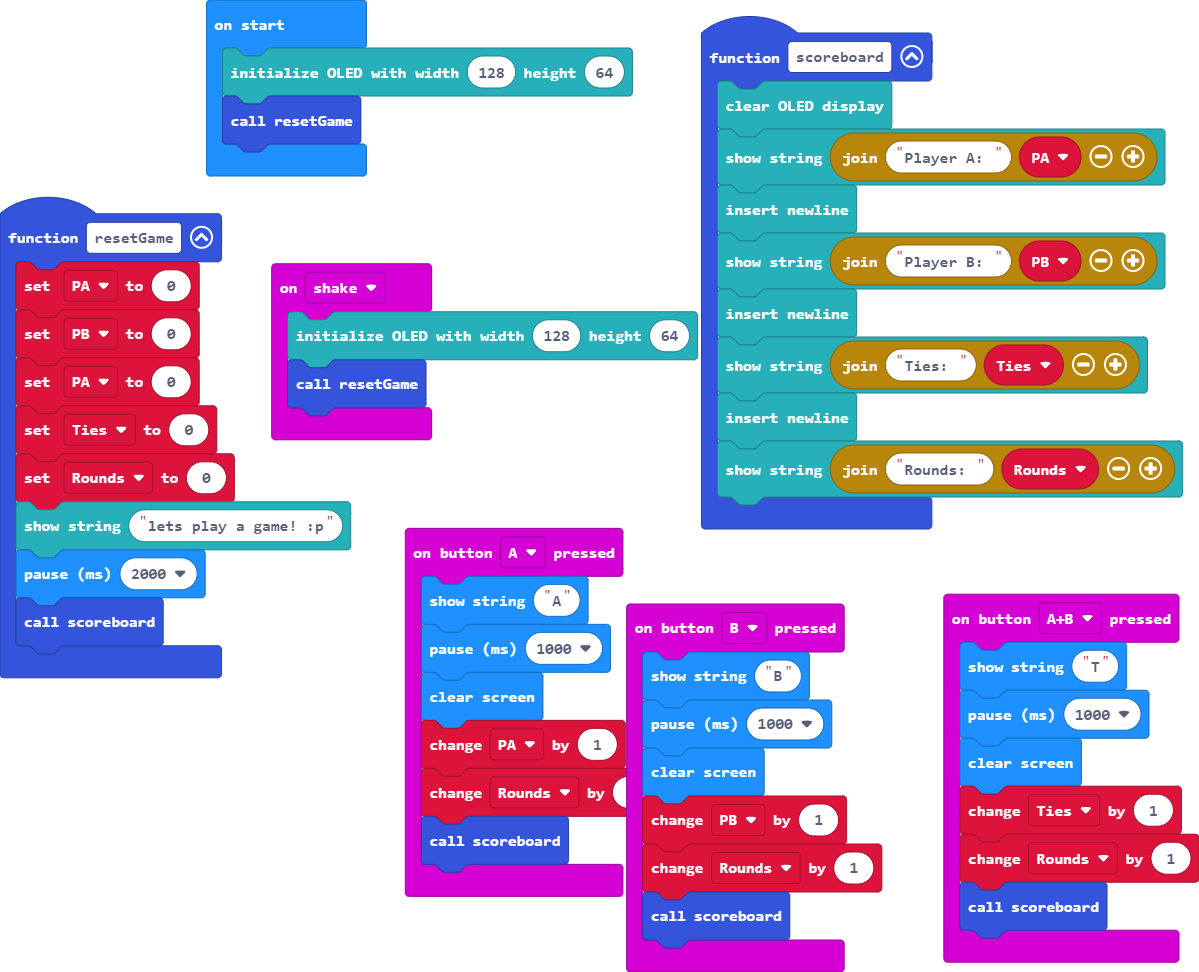 on start
initialize OLED with width 128 height 64
call resetGame
function resetGame
set PA to 0
set PB to 0
set PA to 0
set Ties to 0
set Rounds to 0
show string "lets play a game! :p"
pause (ms) 2000
call scoreboard
on shake
initialize OLED with width 128 height 64
call resetGame
function scoreboard
clear OLED display
show string join "Player A: " PA
insert newline
show string join "Player B: " PB
insert newline
show string join "Ties: " Ties
insert newline
show string join "Rounds: " Rounds
on button A pressed
show string "A"
pause (ms) 1000
clear screen
change PA by 1
change Rounds by
call scoreboard
on button B pressed
show string "B"
pause (ms) 1000
clear screen
change PB by 1
change Rounds by 1
call scoreboard
on button A+B pressed
show string "T"
pause (ms) 1000
clear screen
change Ties by 1
change Rounds by 1
call scoreboard